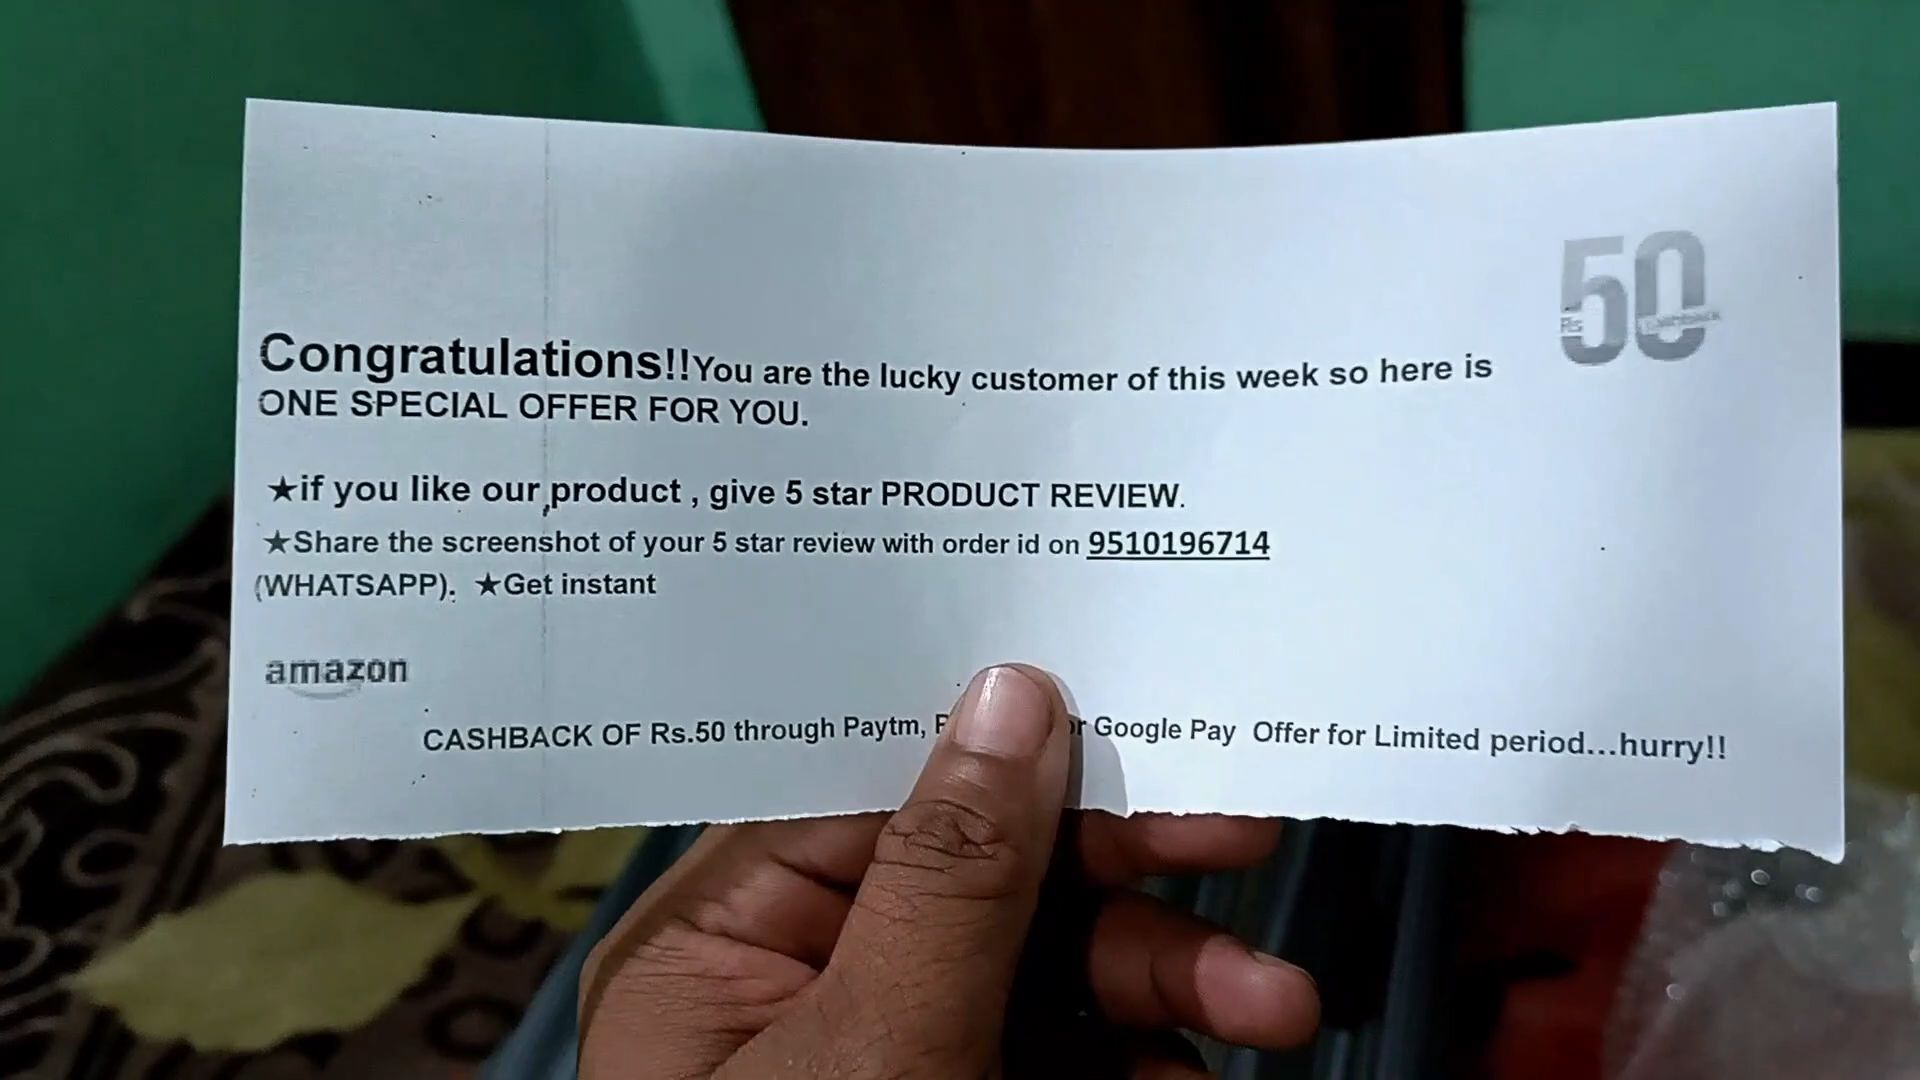 50
Rs
Congratulations!!You are the lucky customer of this week so here is
ONE SPECIAL OFFER FOR YOU.
★if you like our,product , give 5 star PRODUCT REVIEW.
★Share the screenshot of your 5 star review with order id on 9510196714
(WHATSAPP). ★Get instant
amazon
CASHBACK OF Rs.50 through Paytm, or Google Pay Offer for Limited period...hurry!!